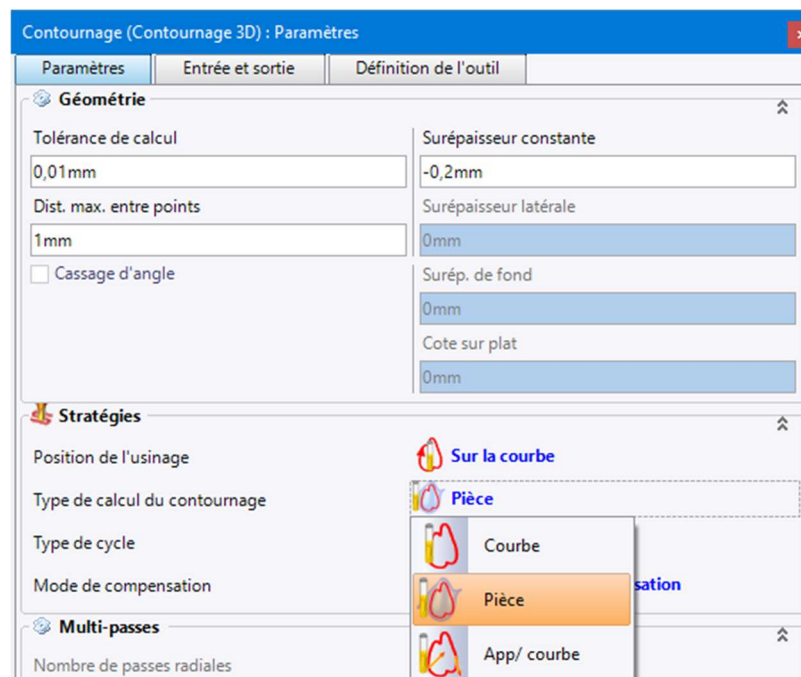 Contournage (Contournage 3D) : Paramètres
Paramètres Entrée et sortie Définition de l'outil
Géométrie
Tolérance de calcul Surépaisseur constante
0,01mm -0,2mm
Dist. max. entre points Surépaisseur latérale
1mm 0mm
Cassage d'angle Surép. de fond
0mm
Cote sur plat
0mm
Stratégies
Position de l'usinage Sur la courbe
Type de calcul du contournage Pièce
Type de cycle Courbe
Mode de compensation sation
Pièce
Multi-passes
App/ courbe
Nombre de passes radiales